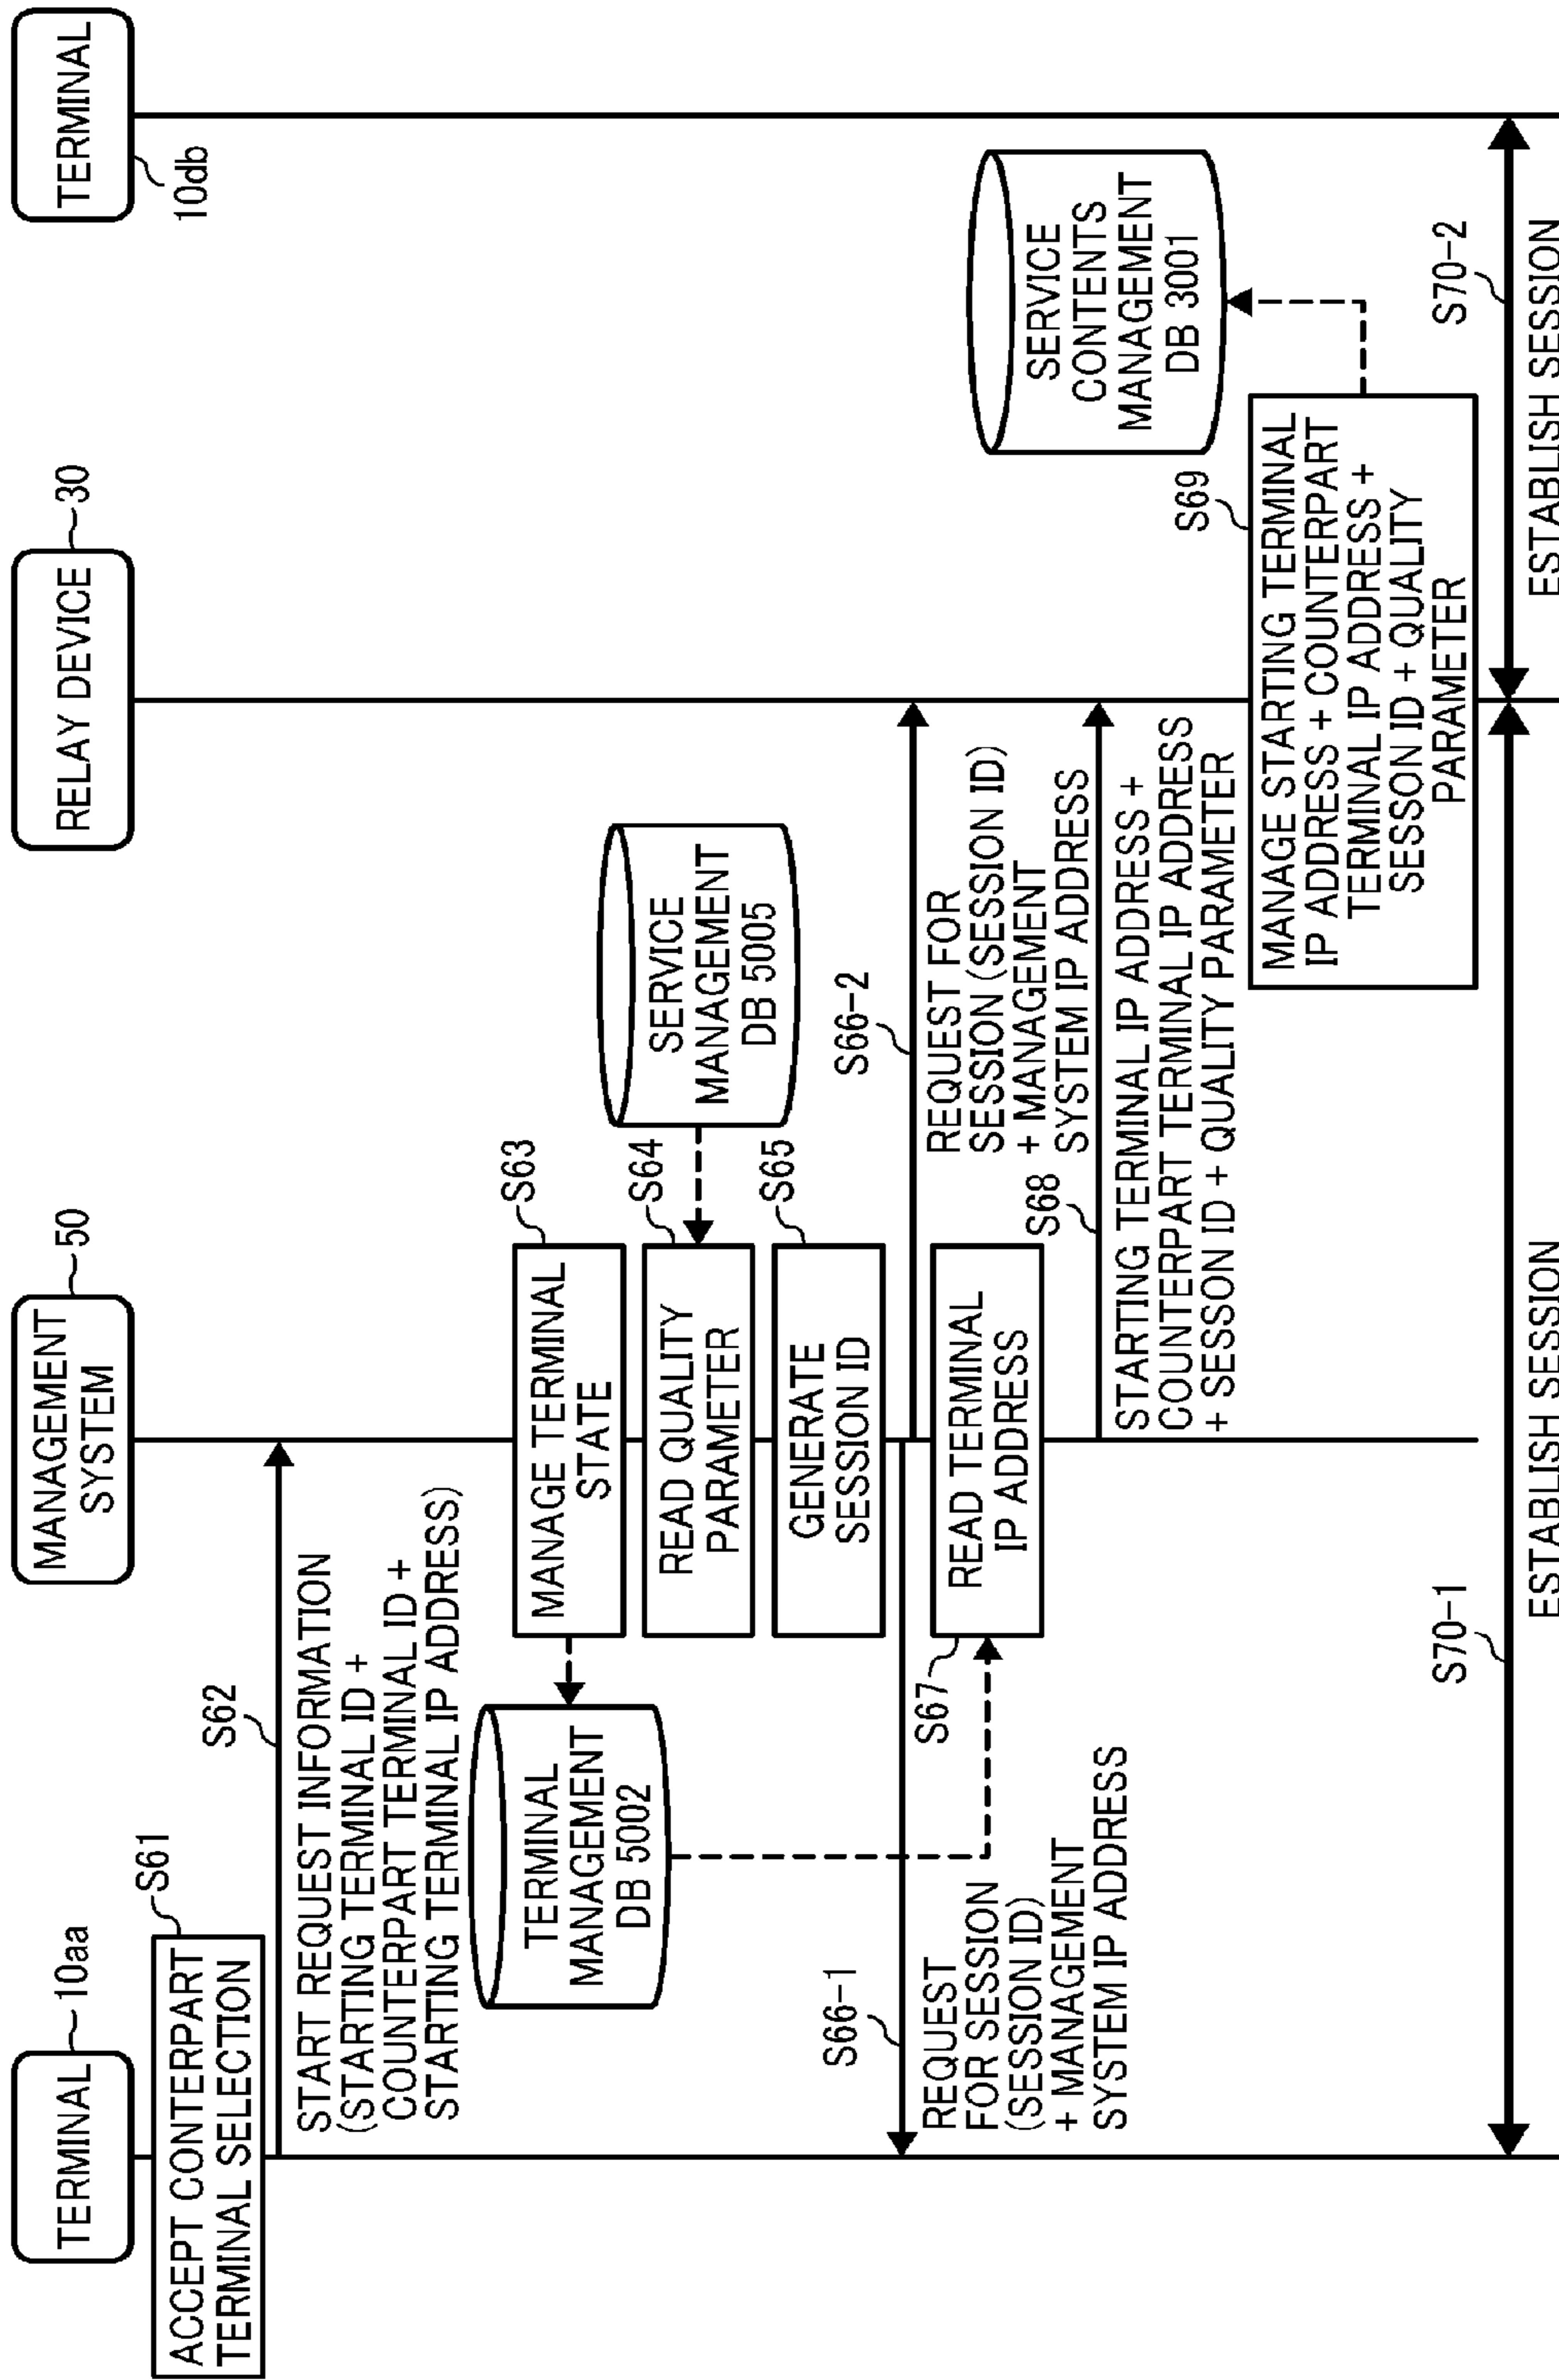 TERMINAL
10aa
MANAGEMENT
SYSTEM
50
RELAY DEVICE
30
TERMINAL
10db
ACCEPT CONTERPART
TERMINAL SELECTION
S61
S62
START REQUEST INFORMATION
(STARTING TERMINAL ID +
COUNTERPART TERMINAL ID +
STARTING TERMINAL IP ADDRESS)
MANAGE TERMINAL
STATE
S63
TERMINAL
MANAGEMENT
DB 5002
READ QUALITY
PARAMETER
S64
SERVICE
MANAGEMENT
DB 5005
GENERATE
SESSION ID
S65
S66-1
REQUEST
FOR SESSION
(SESSION ID)
+ MANAGEMENT
SYSTEM IP ADDRESS
S66-2
REQUEST FOR
SESSION (SESSION ID)
+ MANAGEMENT
SYSTEM IP ADDRESS
S67
READ TERMINAL
IP ADDRESS
S68
STARTING TERMINAL IP ADDRESS +
COUNTERPART TERMINAL IP ADDRESS
+ SESSON ID + QUALITY PARAMETER
SERVICE
CONTENTS
MANAGEMENT
DB 3001
S69
MANAGE STARTING TERMINAL
IP ADDRESS + COUNTERPART
TERMINAL IP ADDRESS +
SESSON ID + QUALITY
PARAMETER
S70-1
ESTABLISH SESSION
S70-2
ESTABLISH SESSION